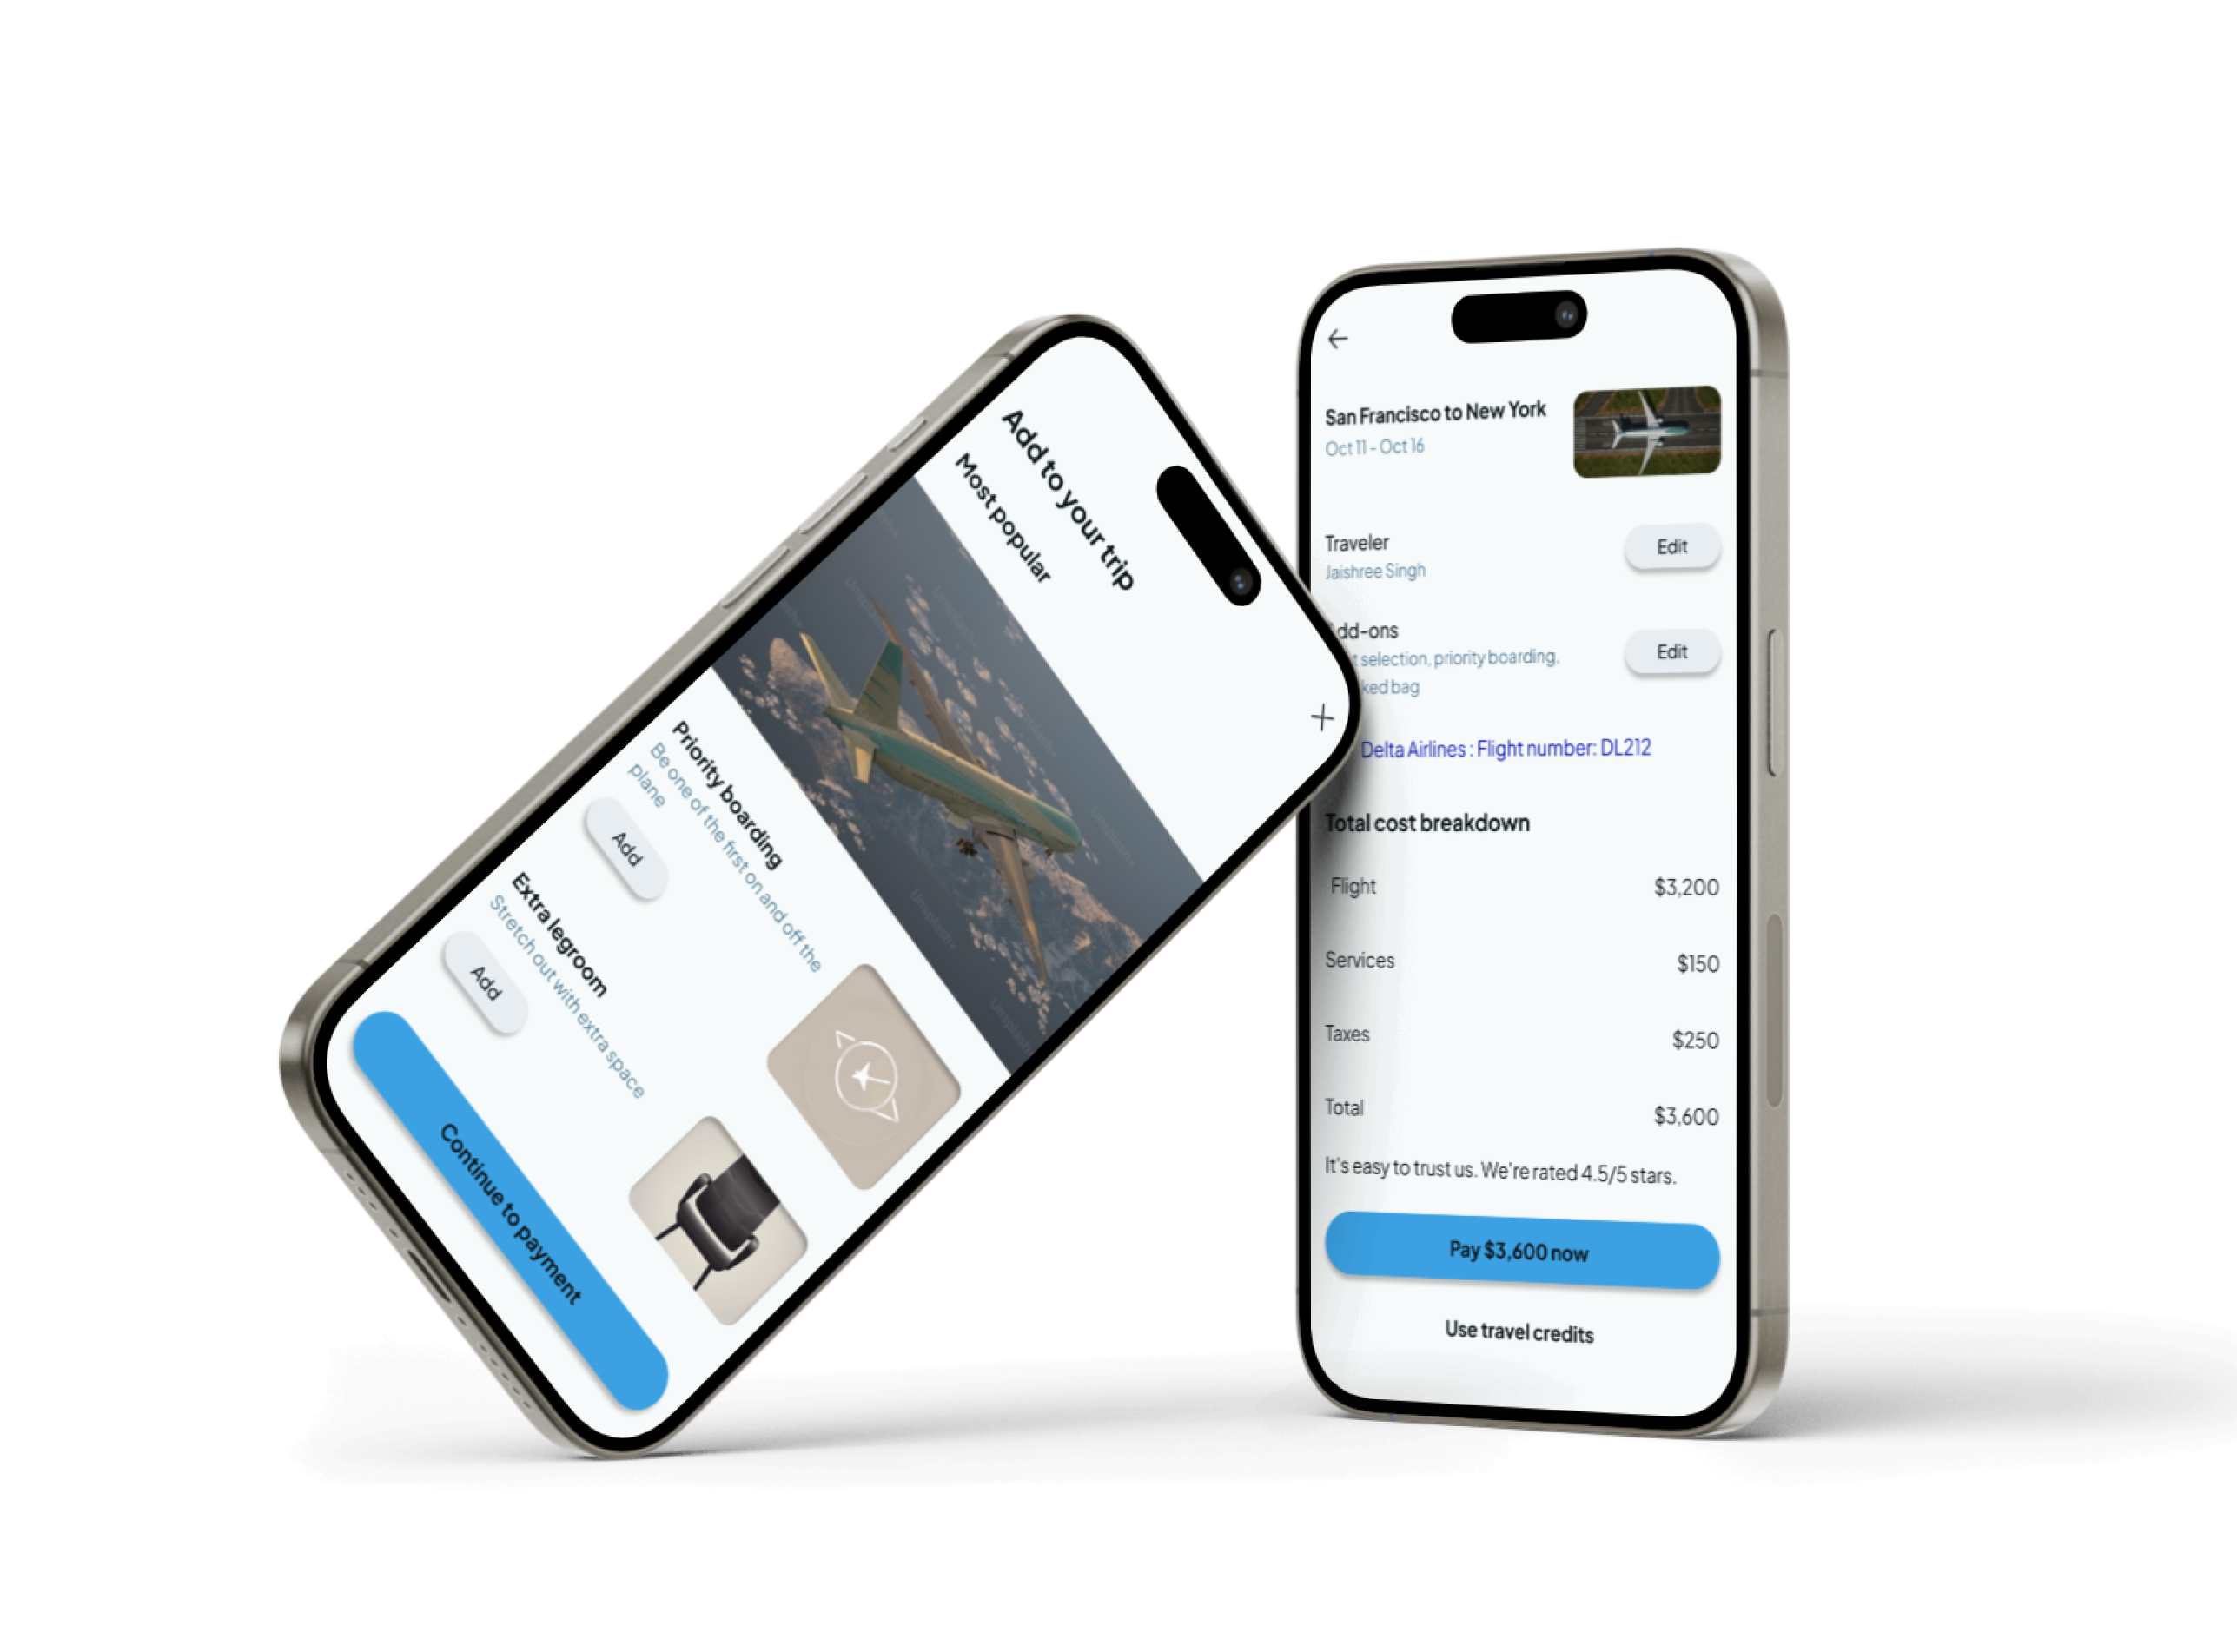 Add to your trip
Most popular
Unsplash+
Priority boarding
Be one of the first on and off the
plane
Add
Extra legroom
Stretch out with extra space
Add
Continue to payment
San Francisco to New York
Oct 11 - Oct 16
Traveler
Jaishree Singh
Edit
dd-ons
t selection, priority boarding,
ked bag
Edit
Delta Airlines : Flight number: DL212
Total cost breakdown
Flight $3,200
Services $150
Taxes $250
Total $3,600
It's easy to trust us. We're rated 4.5/5 stars.
Pay $3,600 now
Use travel credits